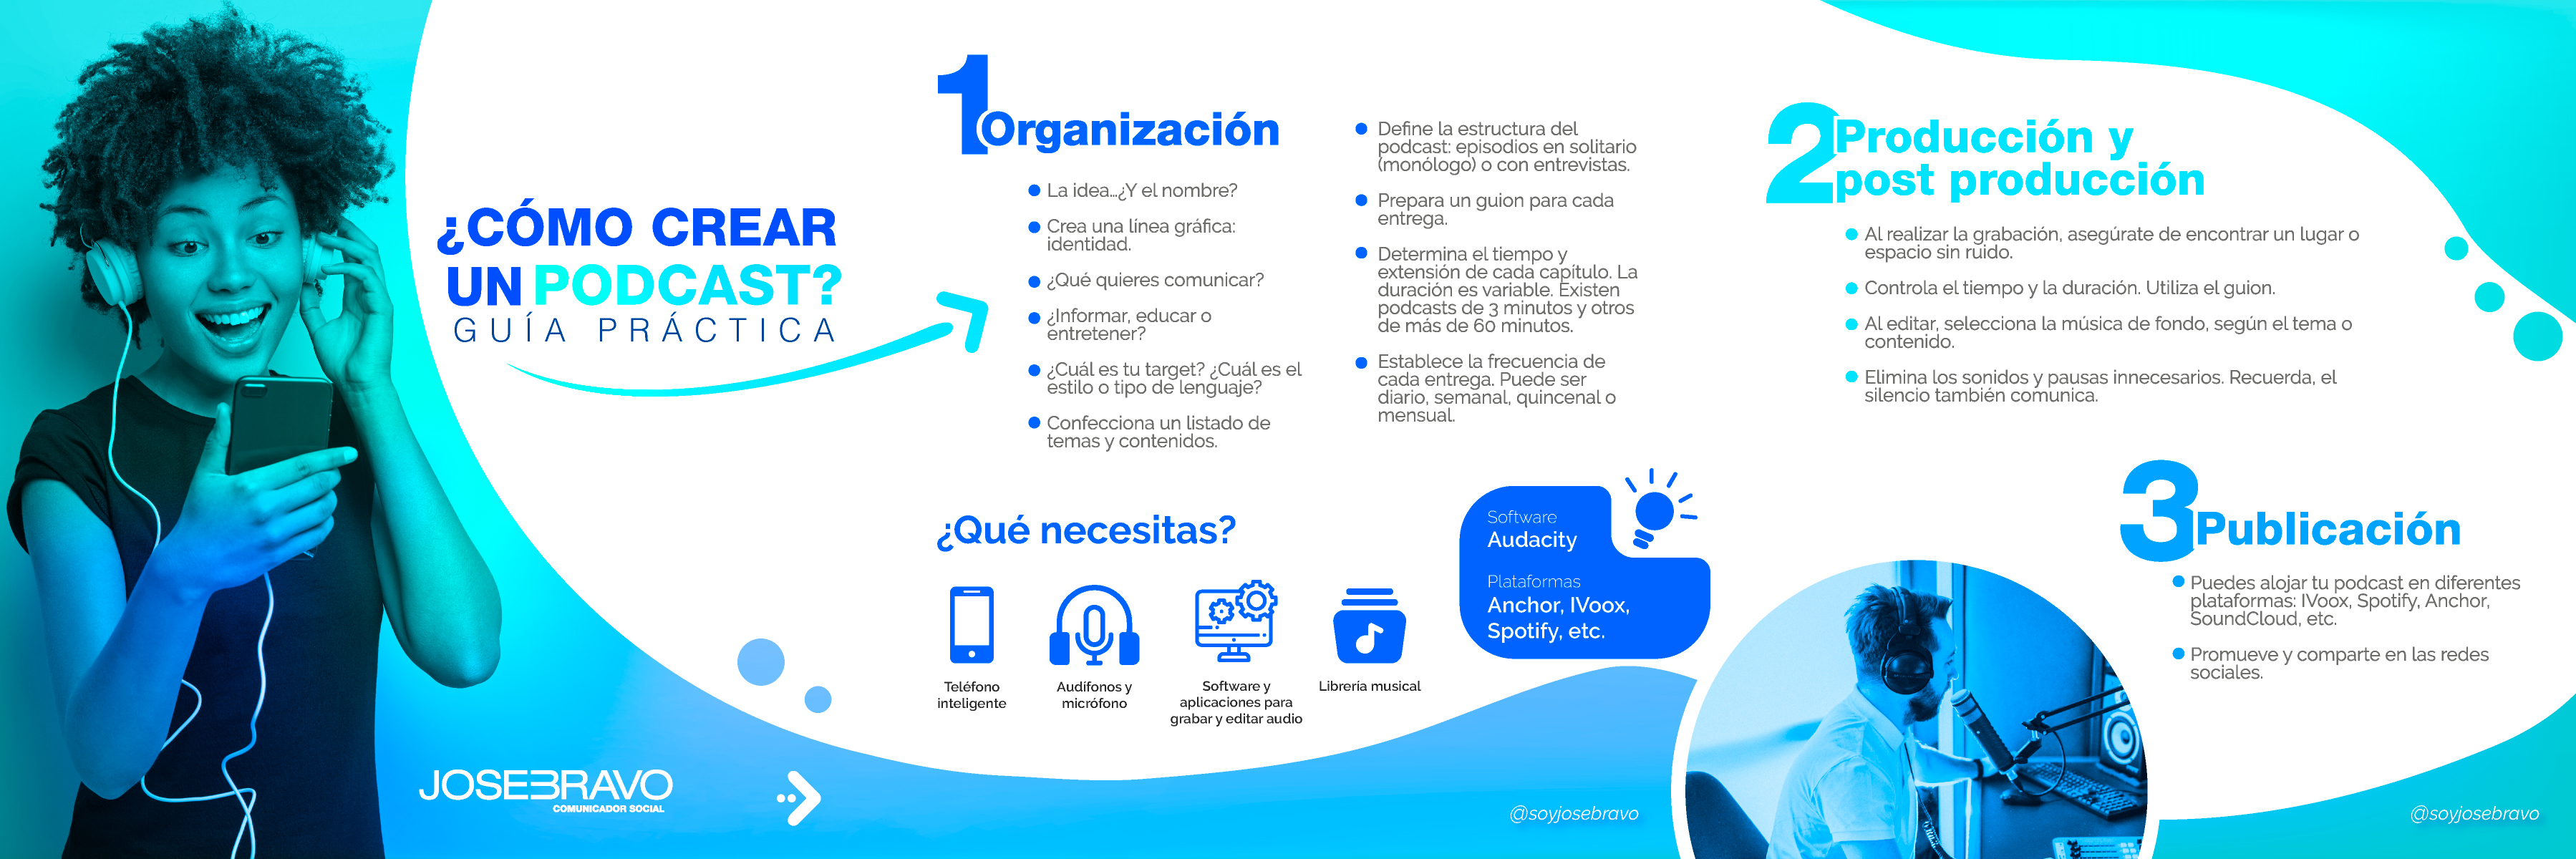 ¿CÓMO CREAR
UN PODCAST?
GUÍA PRÁCTICA
JOSEBRAVO
COMUNICADOR SOCIAL
1 Organización
La idea...¿Y el nombre?
Crea una línea gráfica:
identidad.
¿Qué quieres comunicar?
¿Informar, educar o
entretener?
¿Cuál es tu target? ¿Cuál es el
estilo o tipo de lenguaje?
Confecciona un listado de
temas y contenidos.
Define la estructura del
podcast: episodios en solitario
(monólogo) o con entrevistas.
Prepara un guion para cada
entrega.
Determina el tiempo y
extensión de cada capítulo. La
duración es variable. Existen
podcasts de 3 minutos y otros
de más de 60 minutos.
Establece la frecuencia de
cada entrega. Puede ser
diario, semanal, quincenal o
mensual.
¿Qué necesitas?
Teléfono
inteligente
Audífonos y
micrófono
Software y
aplicaciones para
grabar y editar audio
Librería musical
Software
Audacity
Plataformas
Anchor, IVoox,
Spotify, etc.
@soyjosebravo
2 Producción y
post producción
Al realizar la grabación, asegúrate de encontrar un lugar o
espacio sin ruido.
Controla el tiempo y la duración. Utiliza el guion.
Al editar, selecciona la música de fondo, según el tema o
contenido.
Elimina los sonidos y pausas innecesarios. Recuerda, el
silencio también comunica.
3 Publicación
Puedes alojar tu podcast en diferentes
plataformas: IVoox, Spotify, Anchor,
SoundCloud, etc.
Promueve y comparte en las redes
sociales.
@soyjosebravo